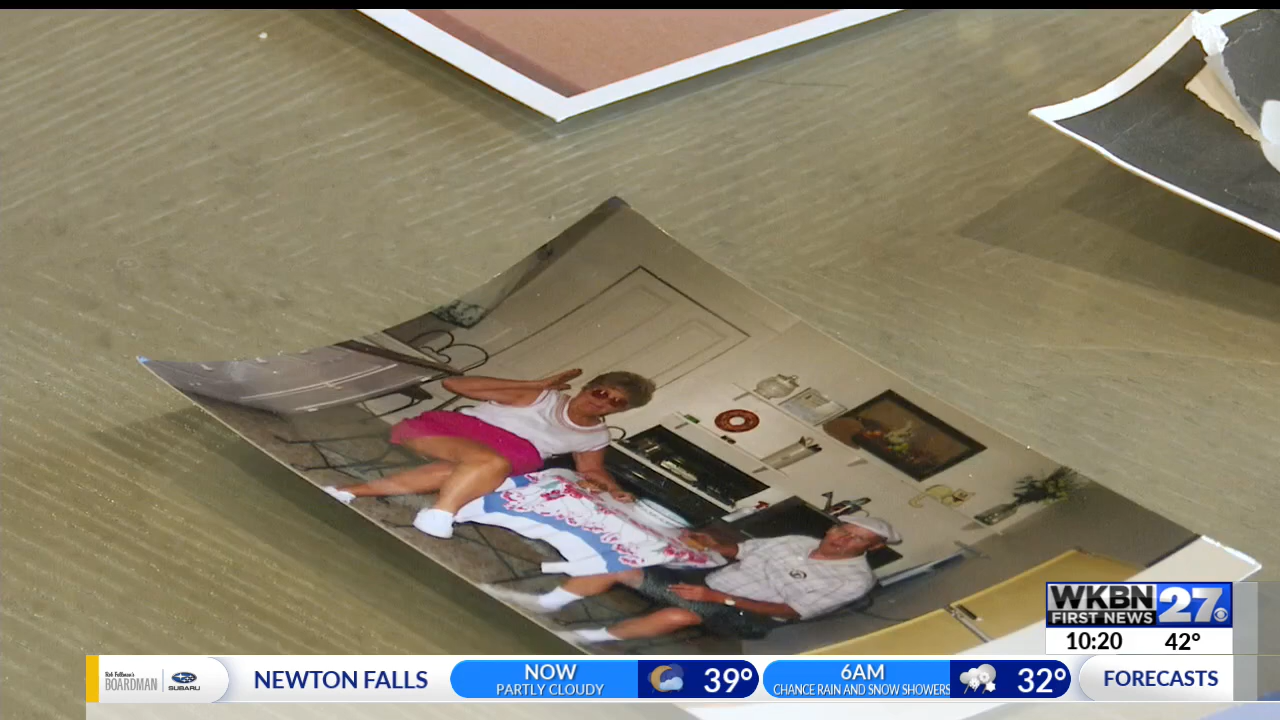 WKBN 27
FIRST NEWS
10:20 42°
BOARDMAN SUBARU
NEWTON FALLS
NOW
PARTLY CLOUDY
39°
6AM
CHANCE RAIN AND SNOW SHOWERS
32°
FORECASTS